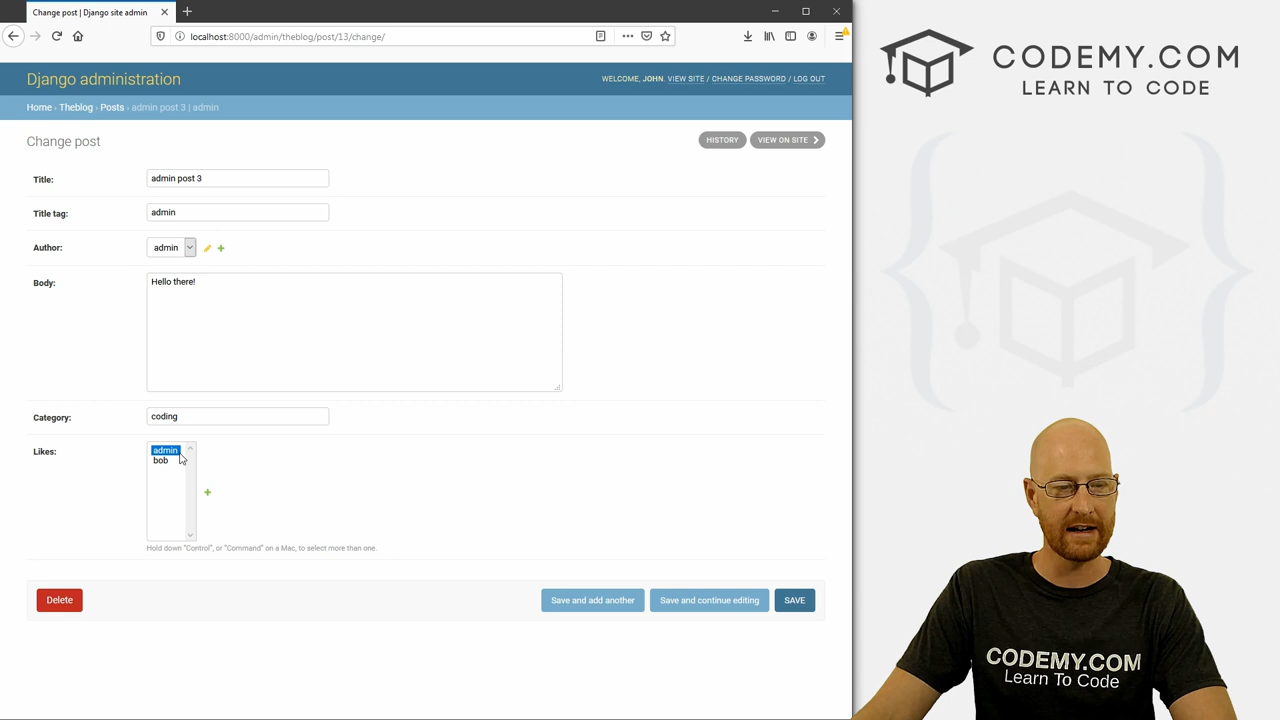 Change post | Django site admin
localhost:8000/admin/theblog/post/13/change/
Django administration
WELCOME, JOHN. VIEW SITE / CHANGE PASSWORD / LOG OUT
Home › Theblog › Posts › admin post 3 | admin
Change post
HISTORY
VIEW ON SITE
Title:
admin post 3
Title tag:
admin
Author:
admin
Body:
Hello there!
Category:
coding
Likes:
admin
bob
Hold down “Control”, or “Command” on a Mac, to select more than one.
Delete
Save and add another
Save and continue editing
SAVE
CODEMY.COM
LEARN TO CODE
CODEMY.COM
Learn To Code